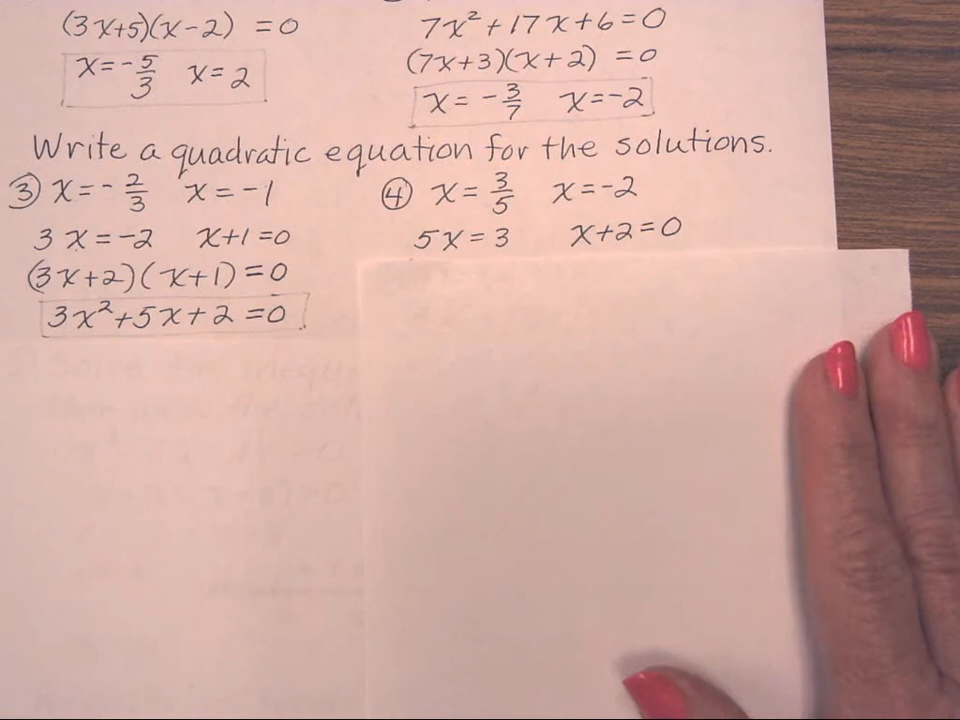 (3x+5)(x-2) = 0
x = -5/3   x = 2
7x² + 17x + 6 = 0
(7x+3)(x+2) = 0
x = -3/7   x = -2
Write a quadratic equation for the solutions.
③ x = -2/3   x = -1
3x = -2   x+1 = 0
(3x+2)(x+1) = 0
3x² + 5x + 2 = 0
④ x = 3/5   x = -2
5x = 3   x+2 = 0